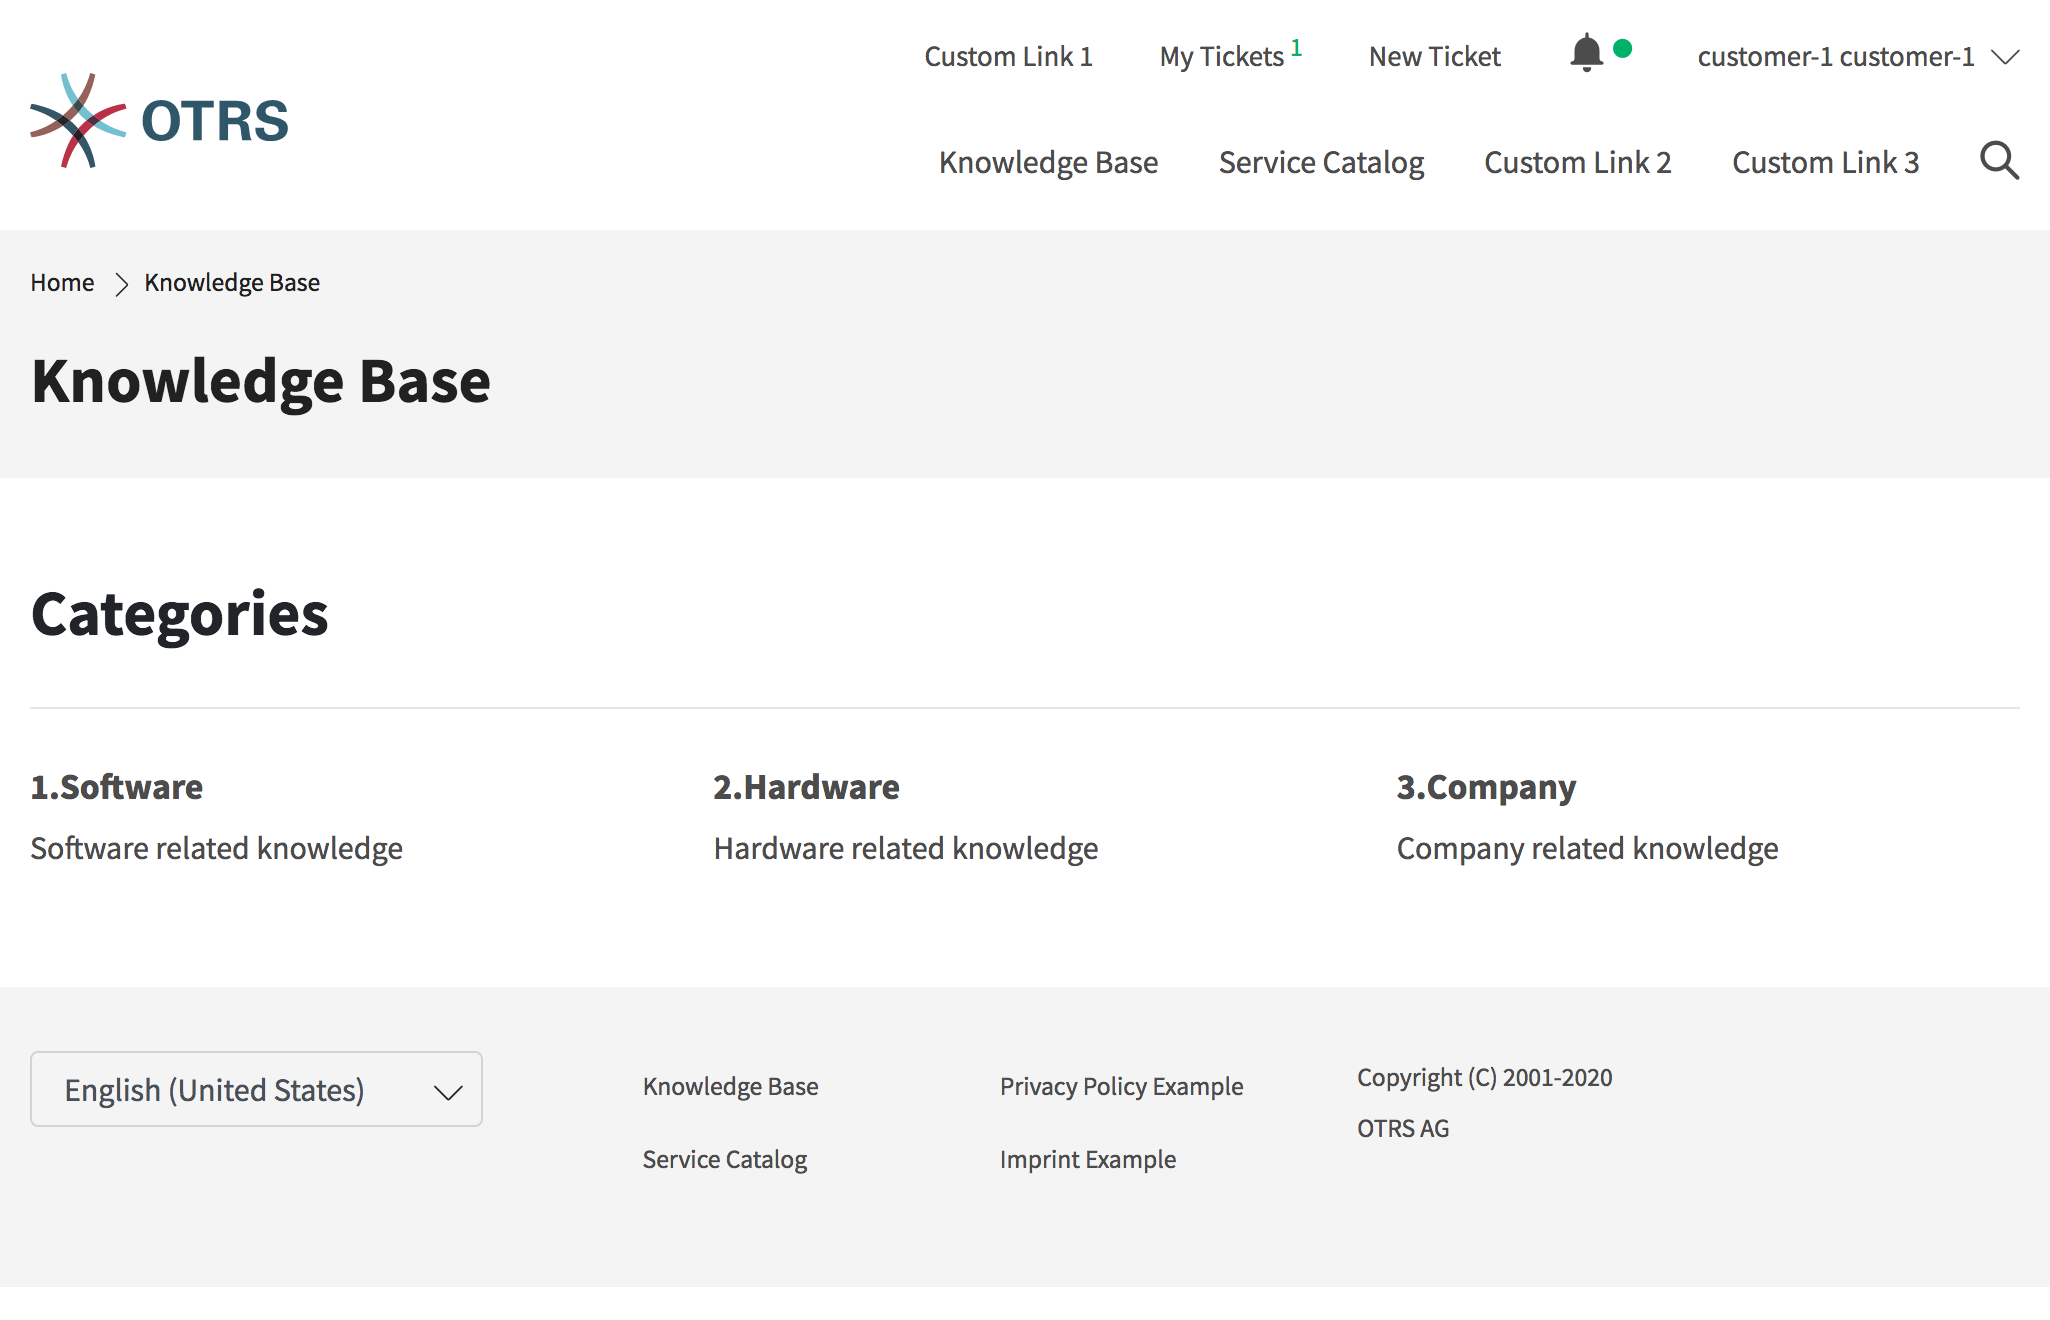 Custom Link 1 My Tickets 1 New Ticket customer-1 customer-1
OTRS
Knowledge Base Service Catalog Custom Link 2 Custom Link 3
Home Knowledge Base
Knowledge Base
Categories
1.Software
Software related knowledge
2.Hardware
Hardware related knowledge
3.Company
Company related knowledge
English (United States)
Knowledge Base
Service Catalog
Privacy Policy Example
Imprint Example
Copyright (C) 2001-2020
OTRS AG